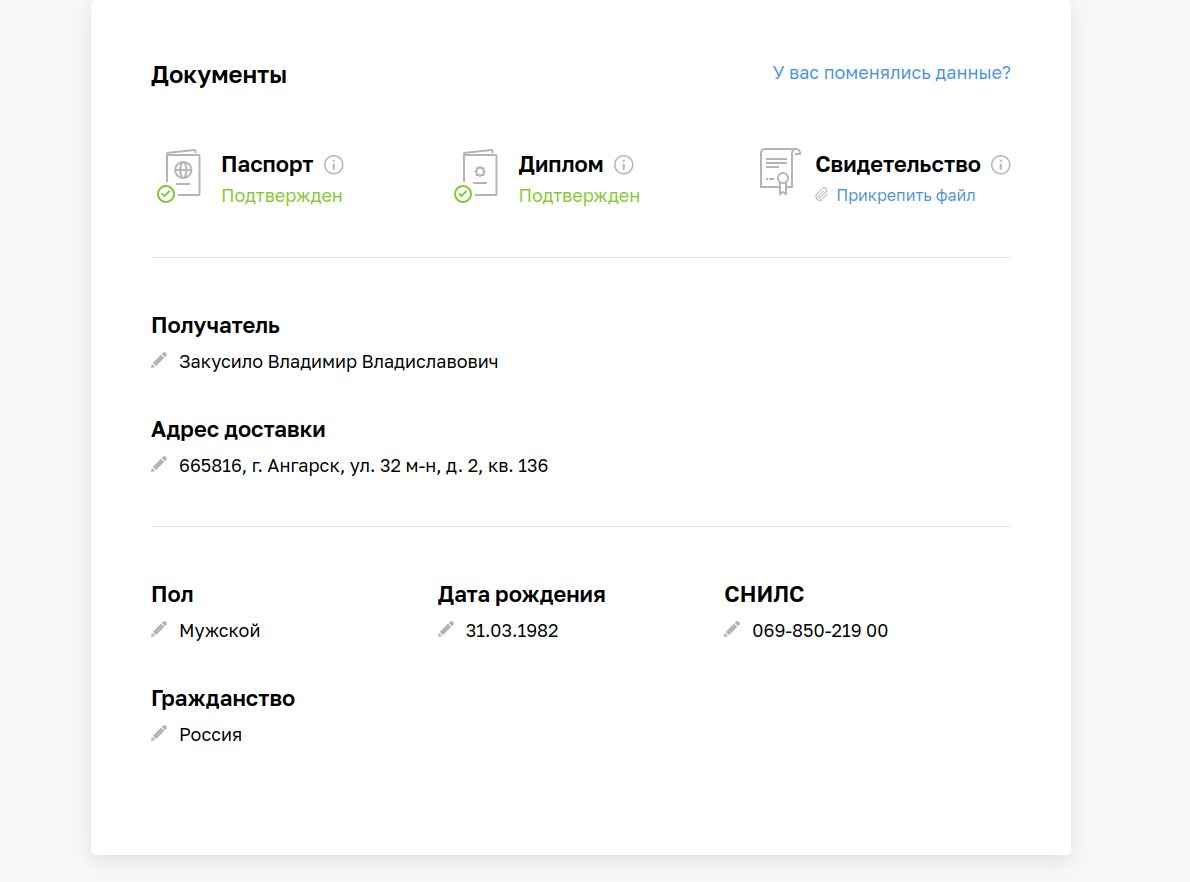 Документы
У вас поменялись данные?
Паспорт
Подтвержден
Диплом
Подтвержден
Свидетельство
Прикрепить файл
Получатель
Закусило Владимир Владиславович
Адрес доставки
665816, г. Ангарск, ул. 32 м-н, д. 2, кв. 136
Пол
Мужской
Дата рождения
31.03.1982
СНИЛС
069-850-219 00
Гражданство
Россия